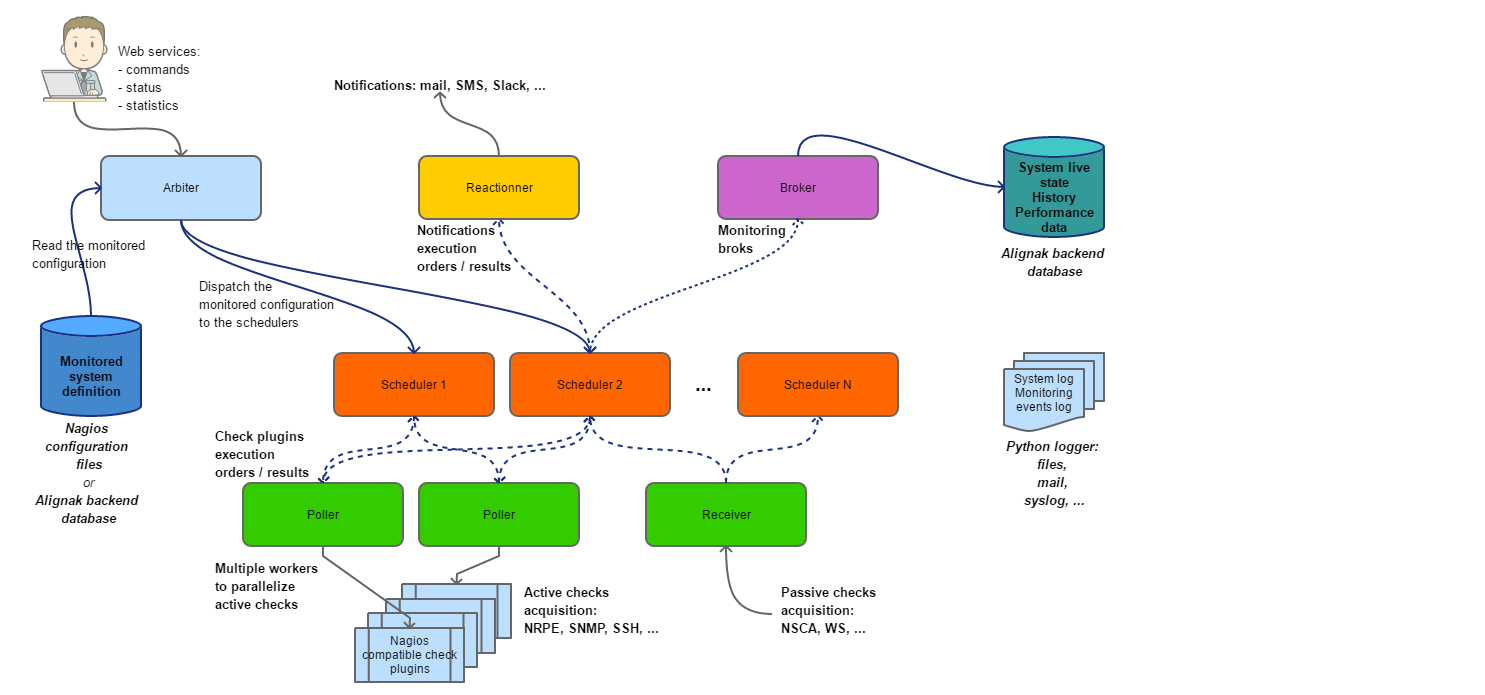 Web services:
- commands
- status
- statistics
Notifications: mail, SMS, Slack, ...
Arbiter
Reactionner
Broker
System live
state
History
Performance
data
Alignak backend
database
Read the monitored
configuration
Notifications
execution
orders / results
Monitoring
broks
Dispatch the
monitored configuration
to the schedulers
Monitored
system
definition
Nagios
configuration
files
or
Alignak backend
database
Scheduler 1
Scheduler 2
...
Scheduler N
System log
Monitoring
events log
Python logger:
files,
mail,
syslog, ...
Check plugins
execution
orders / results
Poller
Poller
Receiver
Multiple workers
to parallelize
active checks
Nagios
compatible check
plugins
Active checks
acquisition:
NRPE, SNMP, SSH, ...
Passive checks
acquisition:
NSCA, WS, ...